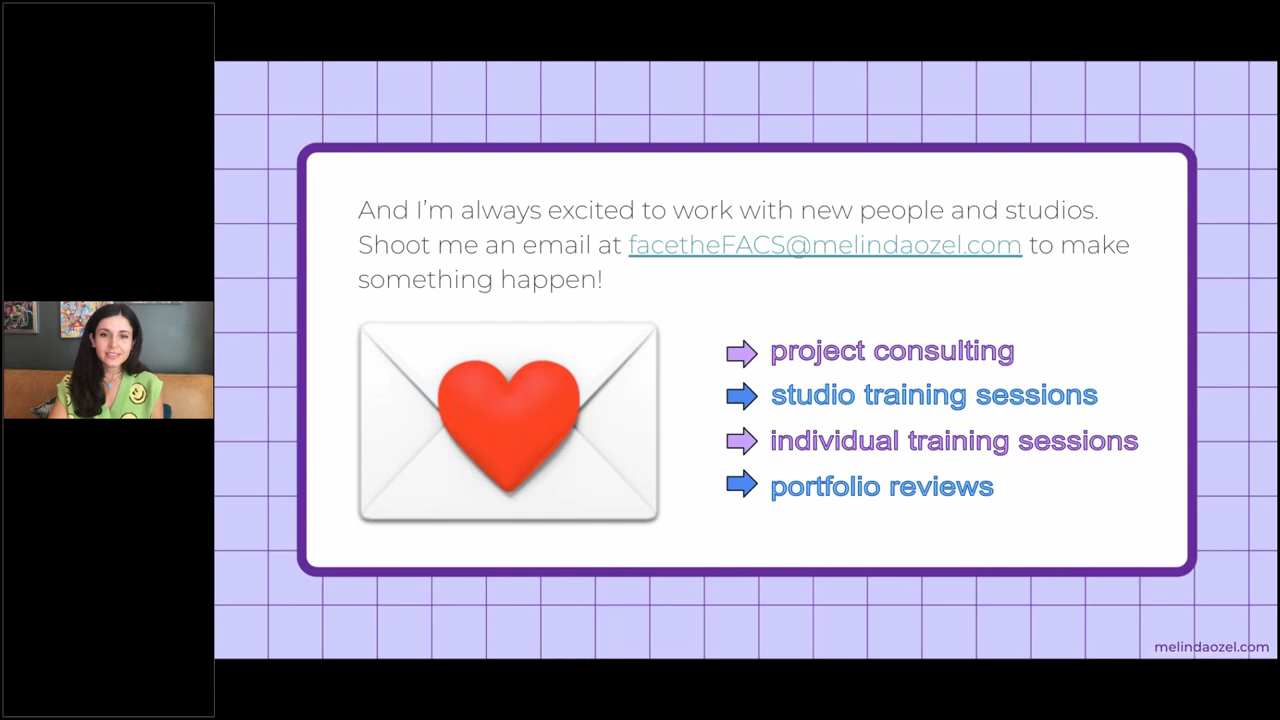 And I'm always excited to work with new people and studios.
Shoot me an email at facetheFACS@melindaozel.com to make
something happen!
project consulting
studio training sessions
individual training sessions
portfolio reviews
melindaozel.com